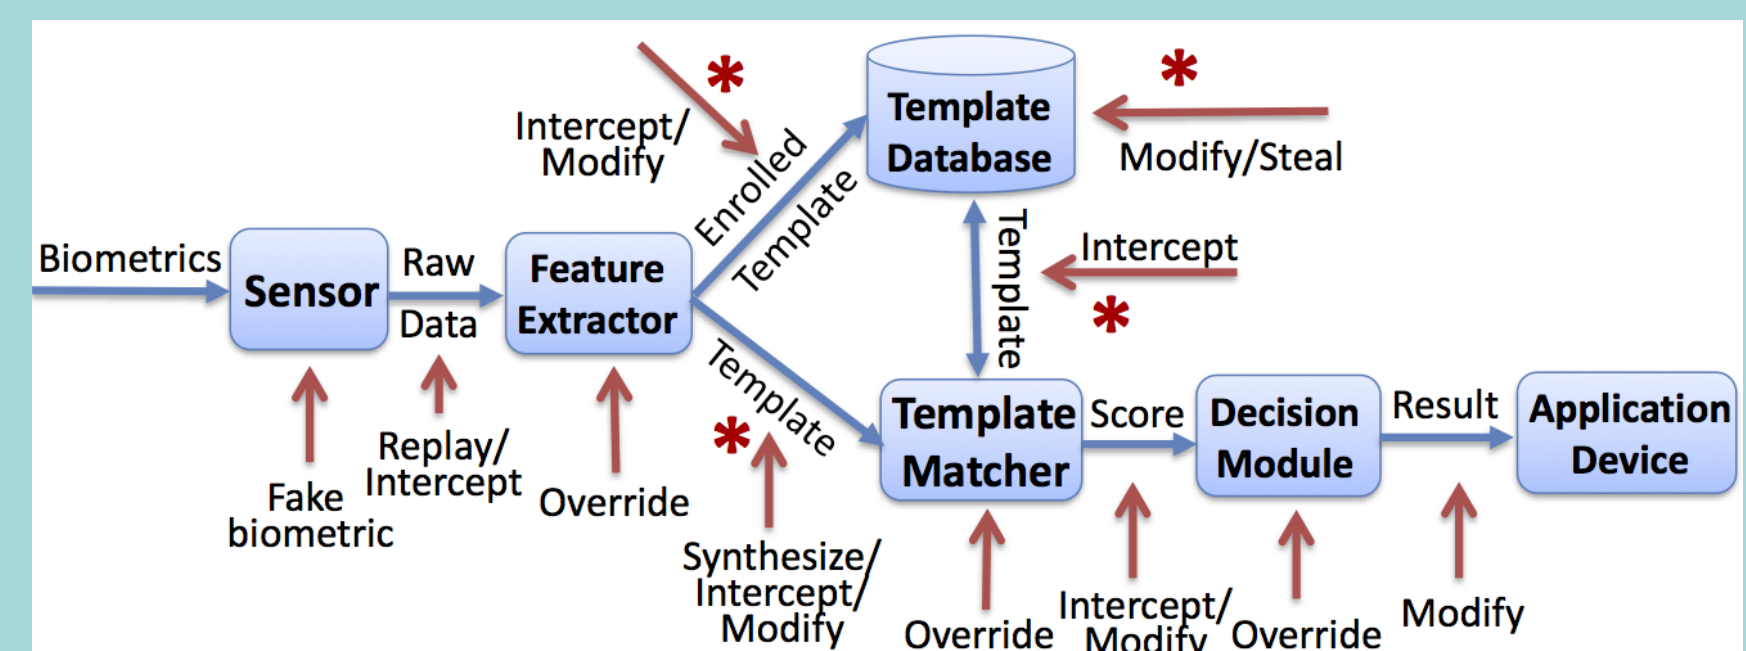 Intercept/
Modify
*
Enrolled
Template
Template
Database
*
Modify/Steal
Biometrics
Sensor
Raw
Data
Feature
Extractor
Template
Intercept
*
Template
*
Template
Matcher
Score
Decision
Module
Result
Application
Device
Fake
biometric
Replay/
Intercept
Override
Synthesize/
Intercept/
Modify
Override
Intercept/
Modify
Override
Modify